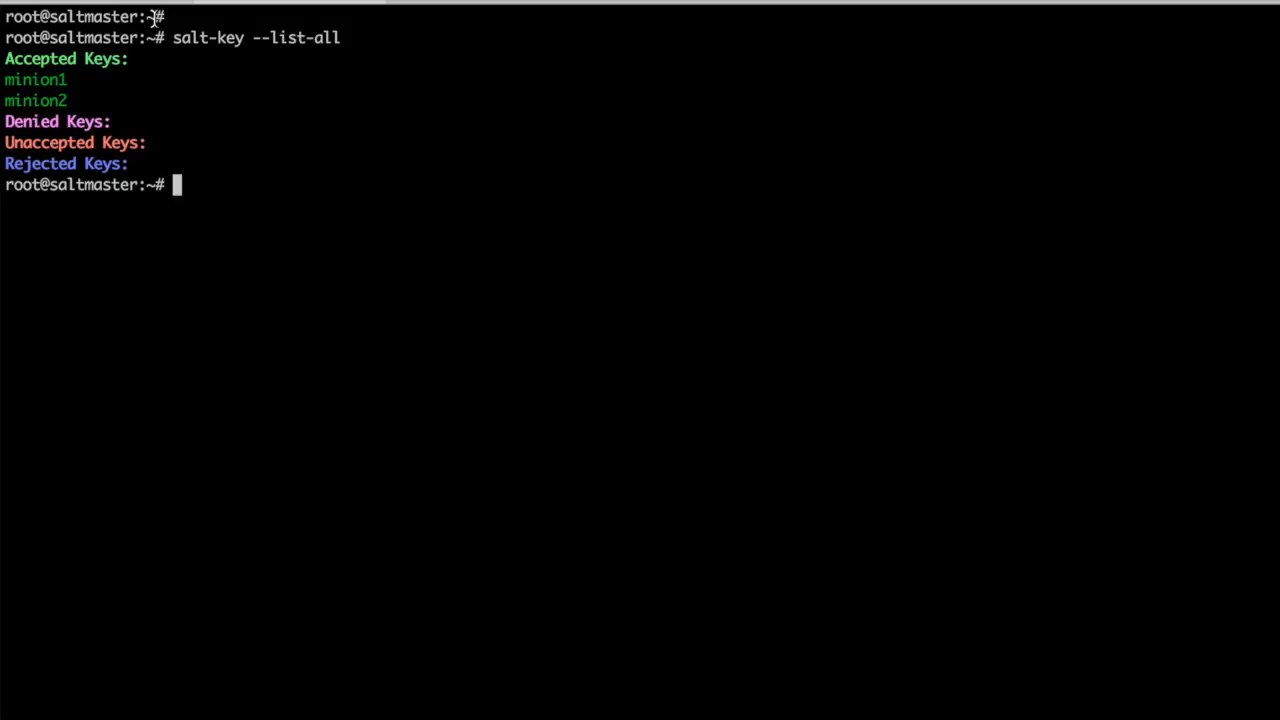 root@saltmaster:~#
root@saltmaster:~# salt-key --list-all
Accepted Keys:
minion1
minion2
Denied Keys:
Unaccepted Keys:
Rejected Keys:
root@saltmaster:~#